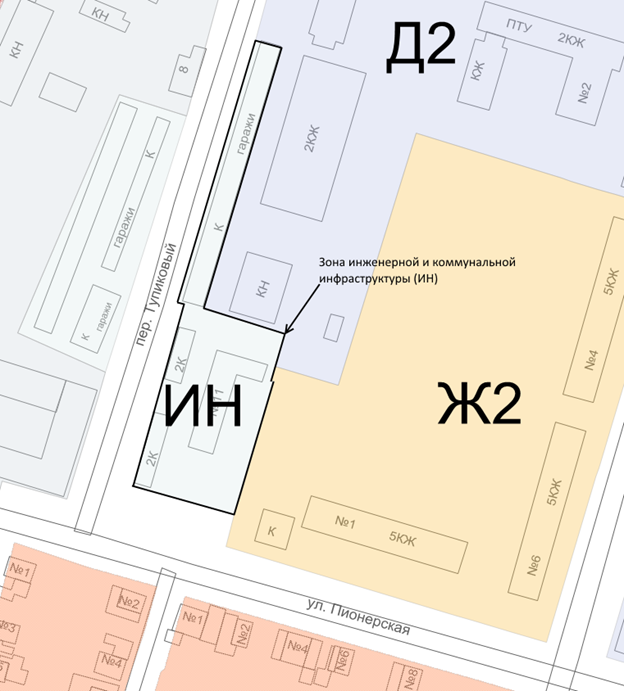 КН
ПТУ
2КЖ
Д2
КН
8
КЖ
№2
гаражи
2КЖ
К
гаражи
К
5КЖ
Зона инженерной и коммунальной
инфраструктуры (ИН)
пер. Тупиковый
КН
гаражи
К
№4
2К
ИН
Ж2
2К
5КЖ
№1
5КЖ
К
№6
№1
№2
ул. Пионерская
№1
№2
№3
№4
№4
№6
№8